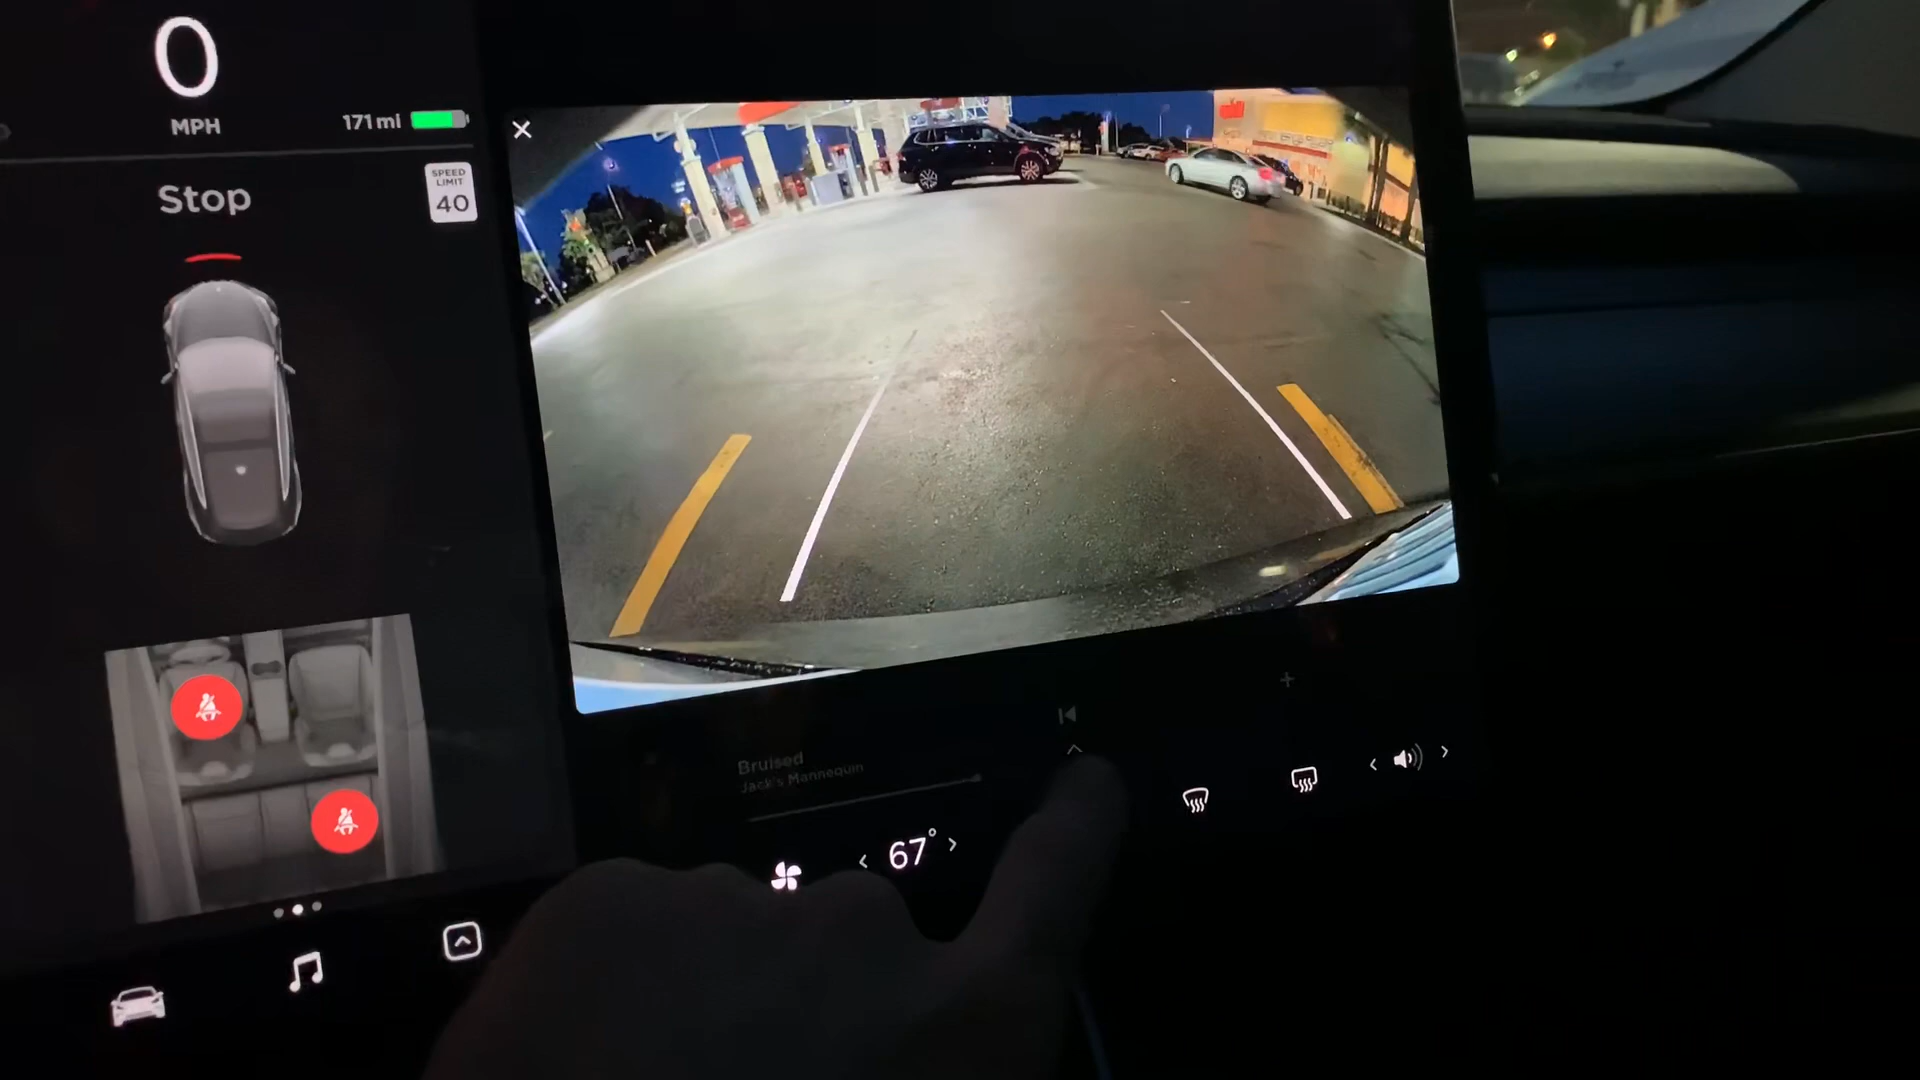 0
MPH
171 mi
Stop
SPEED
LIMIT
40
Bruised
Jack's Mannequin
67°